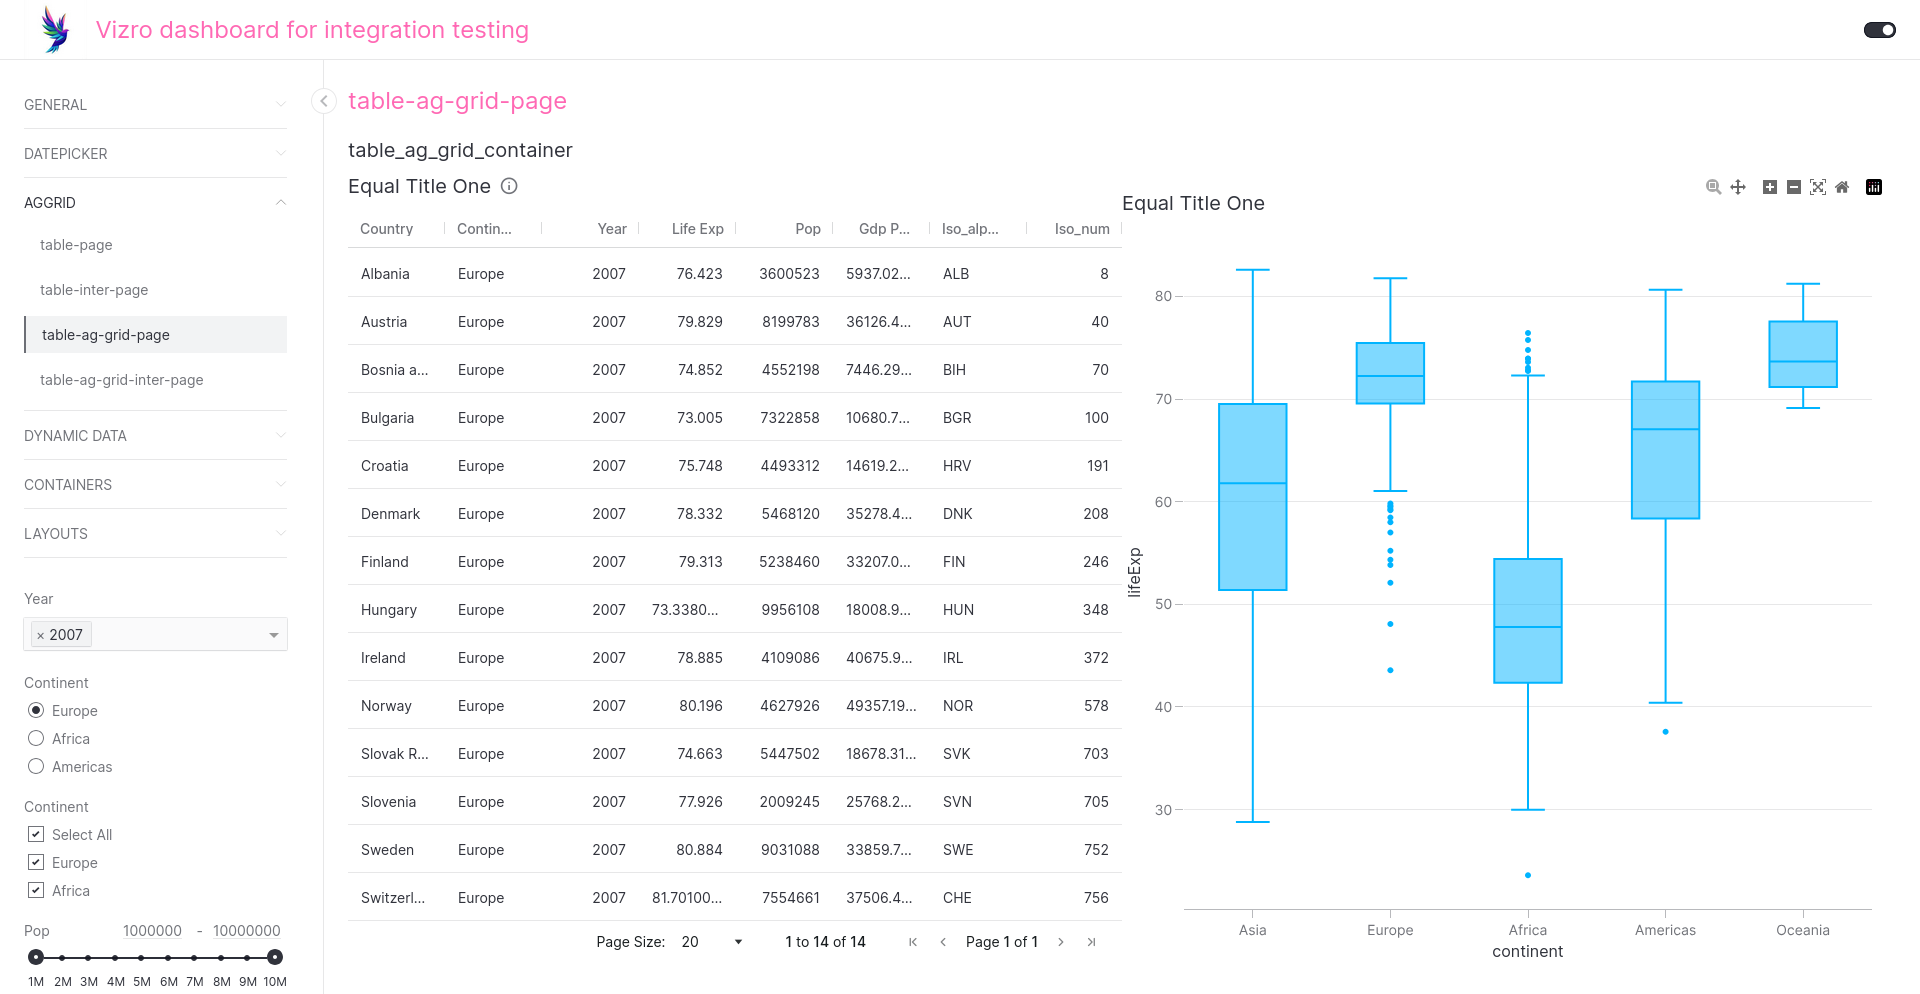 Vizro dashboard for integration testing
GENERAL
DATEPICKER
AGGRID
table-page
table-inter-page
table-ag-grid-page
table-ag-grid-inter-page
DYNAMIC DATA
CONTAINERS
LAYOUTS
Year
× 2007
Continent
Europe
Africa
Americas
Continent
Select All
Europe
Africa
Pop 1000000 - 10000000
1M 2M 3M 4M 5M 6M 7M 8M 9M 10M
table-ag-grid-page
table_ag_grid_container
Equal Title One
Country Contin... Year Life Exp Pop Gdp P... Iso_alp... Iso_num
Albania Europe 2007 76.423 3600523 5937.02... ALB 8
Austria Europe 2007 79.829 8199783 36126.4... AUT 40
Bosnia a... Europe 2007 74.852 4552198 7446.29... BIH 70
Bulgaria Europe 2007 73.005 7322858 10680.7... BGR 100
Croatia Europe 2007 75.748 4493312 14619.2... HRV 191
Denmark Europe 2007 78.332 5468120 35278.4... DNK 208
Finland Europe 2007 79.313 5238460 33207.0... FIN 246
Hungary Europe 2007 73.3380... 9956108 18008.9... HUN 348
Ireland Europe 2007 78.885 4109086 40675.9... IRL 372
Norway Europe 2007 80.196 4627926 49357.19... NOR 578
Slovak R... Europe 2007 74.663 5447502 18678.31... SVK 703
Slovenia Europe 2007 77.926 2009245 25768.2... SVN 705
Sweden Europe 2007 80.884 9031088 33859.7... SWE 752
Switzerl... Europe 2007 81.70100... 7554661 37506.4... CHE 756
Page Size: 20 1 to 14 of 14 Page 1 of 1
Equal Title One
80
70
60
50
40
30
lifeExp
Asia Europe Africa Americas Oceania
continent